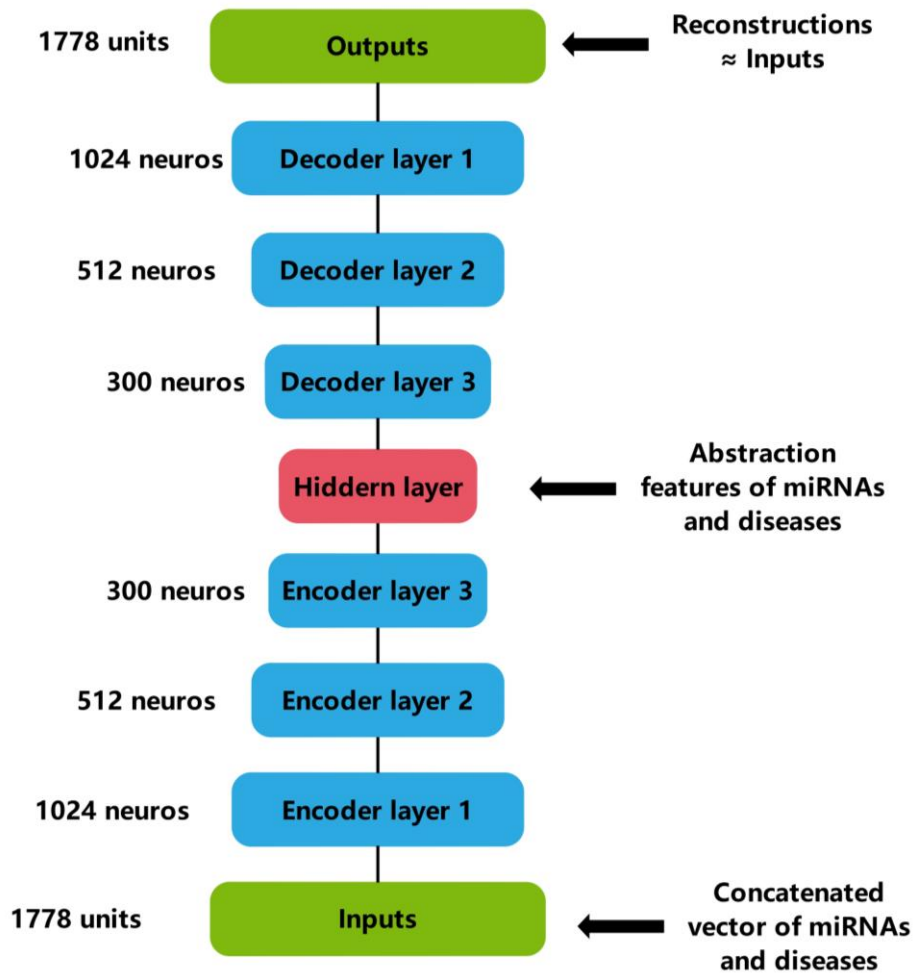 1778 units
Outputs
Reconstructions
≈ Inputs
1024 neuros
Decoder layer 1
512 neuros
Decoder layer 2
300 neuros
Decoder layer 3
Hiddern layer
Abstraction
features of miRNAs
and diseases
300 neuros
Encoder layer 3
512 neuros
Encoder layer 2
1024 neuros
Encoder layer 1
1778 units
Inputs
Concatenated
vector of miRNAs
and diseases